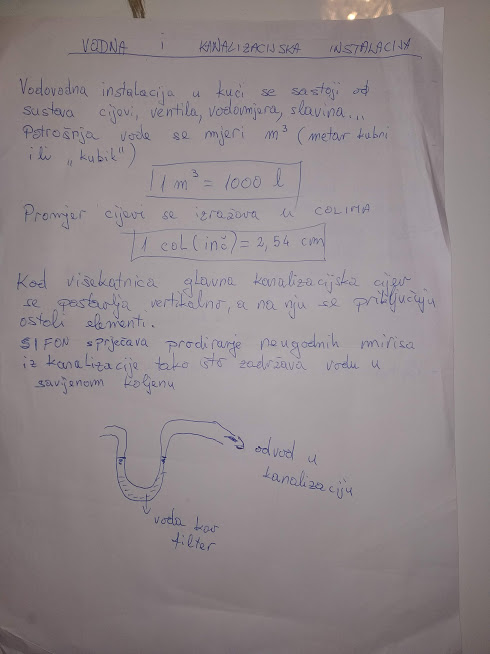 VODNA i KANALIZACIJSKA INSTALACIJA
Vodovodna instalacija u kući se sastoji od
sustava cijevi, ventila, vodomjera, slavina...
Potrošnja vode se mjeri m³ (metar kubni
ili „kubik")
1 m³ = 1000 l
Promjer cijevi se izražava u COLIMA
1 COL (inč) = 2,54 cm
Kod višekatnica glavna kanalizacijska cijev
se postavlja vertikalno, a na nju se priključuju
ostali elementi.
SIFON sprječava prodiranje neugodnih mirisa
iz kanalizacije tako što zadržava vodu u
savijenom koljenu
odvod u
kanalizaciju
voda kao
filter